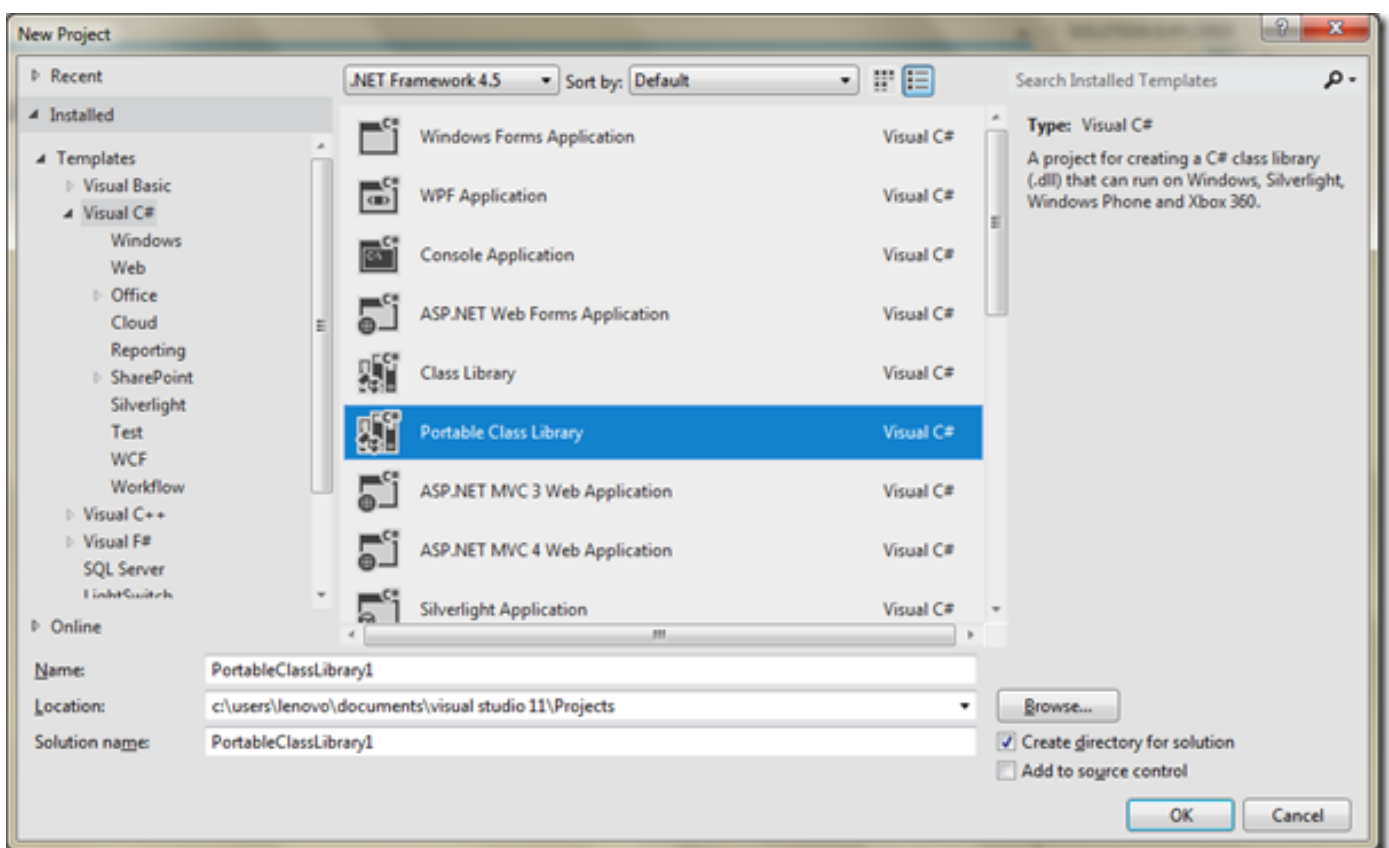 New Project
Recent
Installed
Templates
Visual Basic
Visual C#
Windows
Web
Office
Cloud
Reporting
SharePoint
Silverlight
Test
WCF
Workflow
Visual C++
Visual F#
SQL Server
LightSwitch
Online
.NET Framework 4.5 Sort by: Default
Windows Forms Application Visual C#
WPF Application Visual C#
Console Application Visual C#
ASP.NET Web Forms Application Visual C#
Class Library Visual C#
Portable Class Library Visual C#
ASP.NET MVC 3 Web Application Visual C#
ASP.NET MVC 4 Web Application Visual C#
Silverlight Application Visual C#
Search Installed Templates
Type: Visual C#
A project for creating a C# class library
(.dll) that can run on Windows, Silverlight,
Windows Phone and Xbox 360.
Name: PortableClassLibrary1
Location: c:\users\lenovo\documents\visual studio 11\Projects
Browse...
Solution name: PortableClassLibrary1
Create directory for solution
Add to source control
OK Cancel